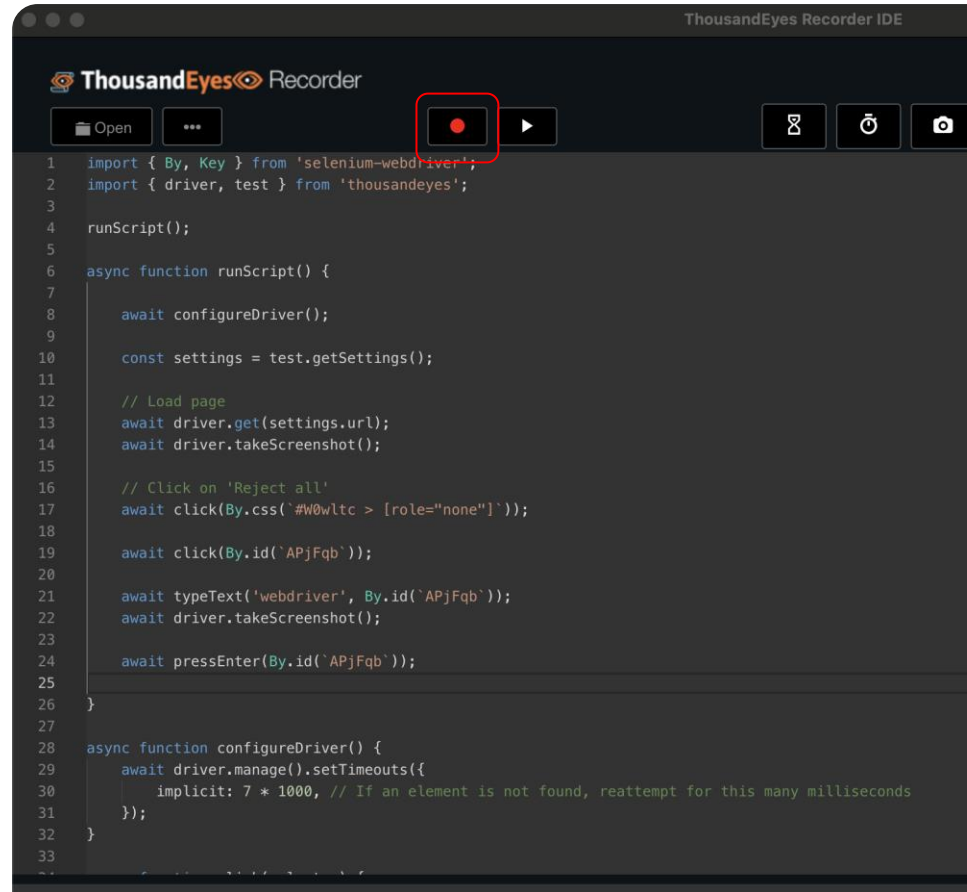 ThousandEyes Recorder IDE
ThousandEyes Recorder
Open
1 import { By, Key } from 'selenium-webdriver';
2 import { driver, test } from 'thousandeyes';
3
4 runScript();
5
6 async function runScript() {
7
8 await configureDriver();
9
10 const settings = test.getSettings();
11
12 // Load page
13 await driver.get(settings.url);
14 await driver.takeScreenshot();
15
16 // Click on 'Reject all'
17 await click(By.css(`#W0wltc > [role="none"]`));
18
19 await click(By.id(`APjFqb`));
20
21 await typeText('webdriver', By.id(`APjFqb`));
22 await driver.takeScreenshot();
23
24 await pressEnter(By.id(`APjFqb`));
25
26 }
27
28 async function configureDriver() {
29 await driver.manage().setTimeouts({
30 implicit: 7 * 1000, // If an element is not found, reattempt for this many milliseconds
31 });
32 }
33